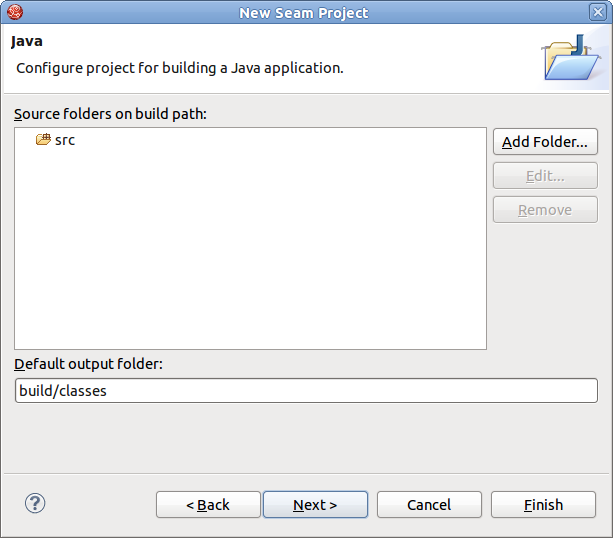 New Seam Project
Java
Configure project for building a Java application.
Source folders on build path:
src
Add Folder...
Edit...
Remove
Default output folder:
build/classes
?
< Back
Next >
Cancel
Finish